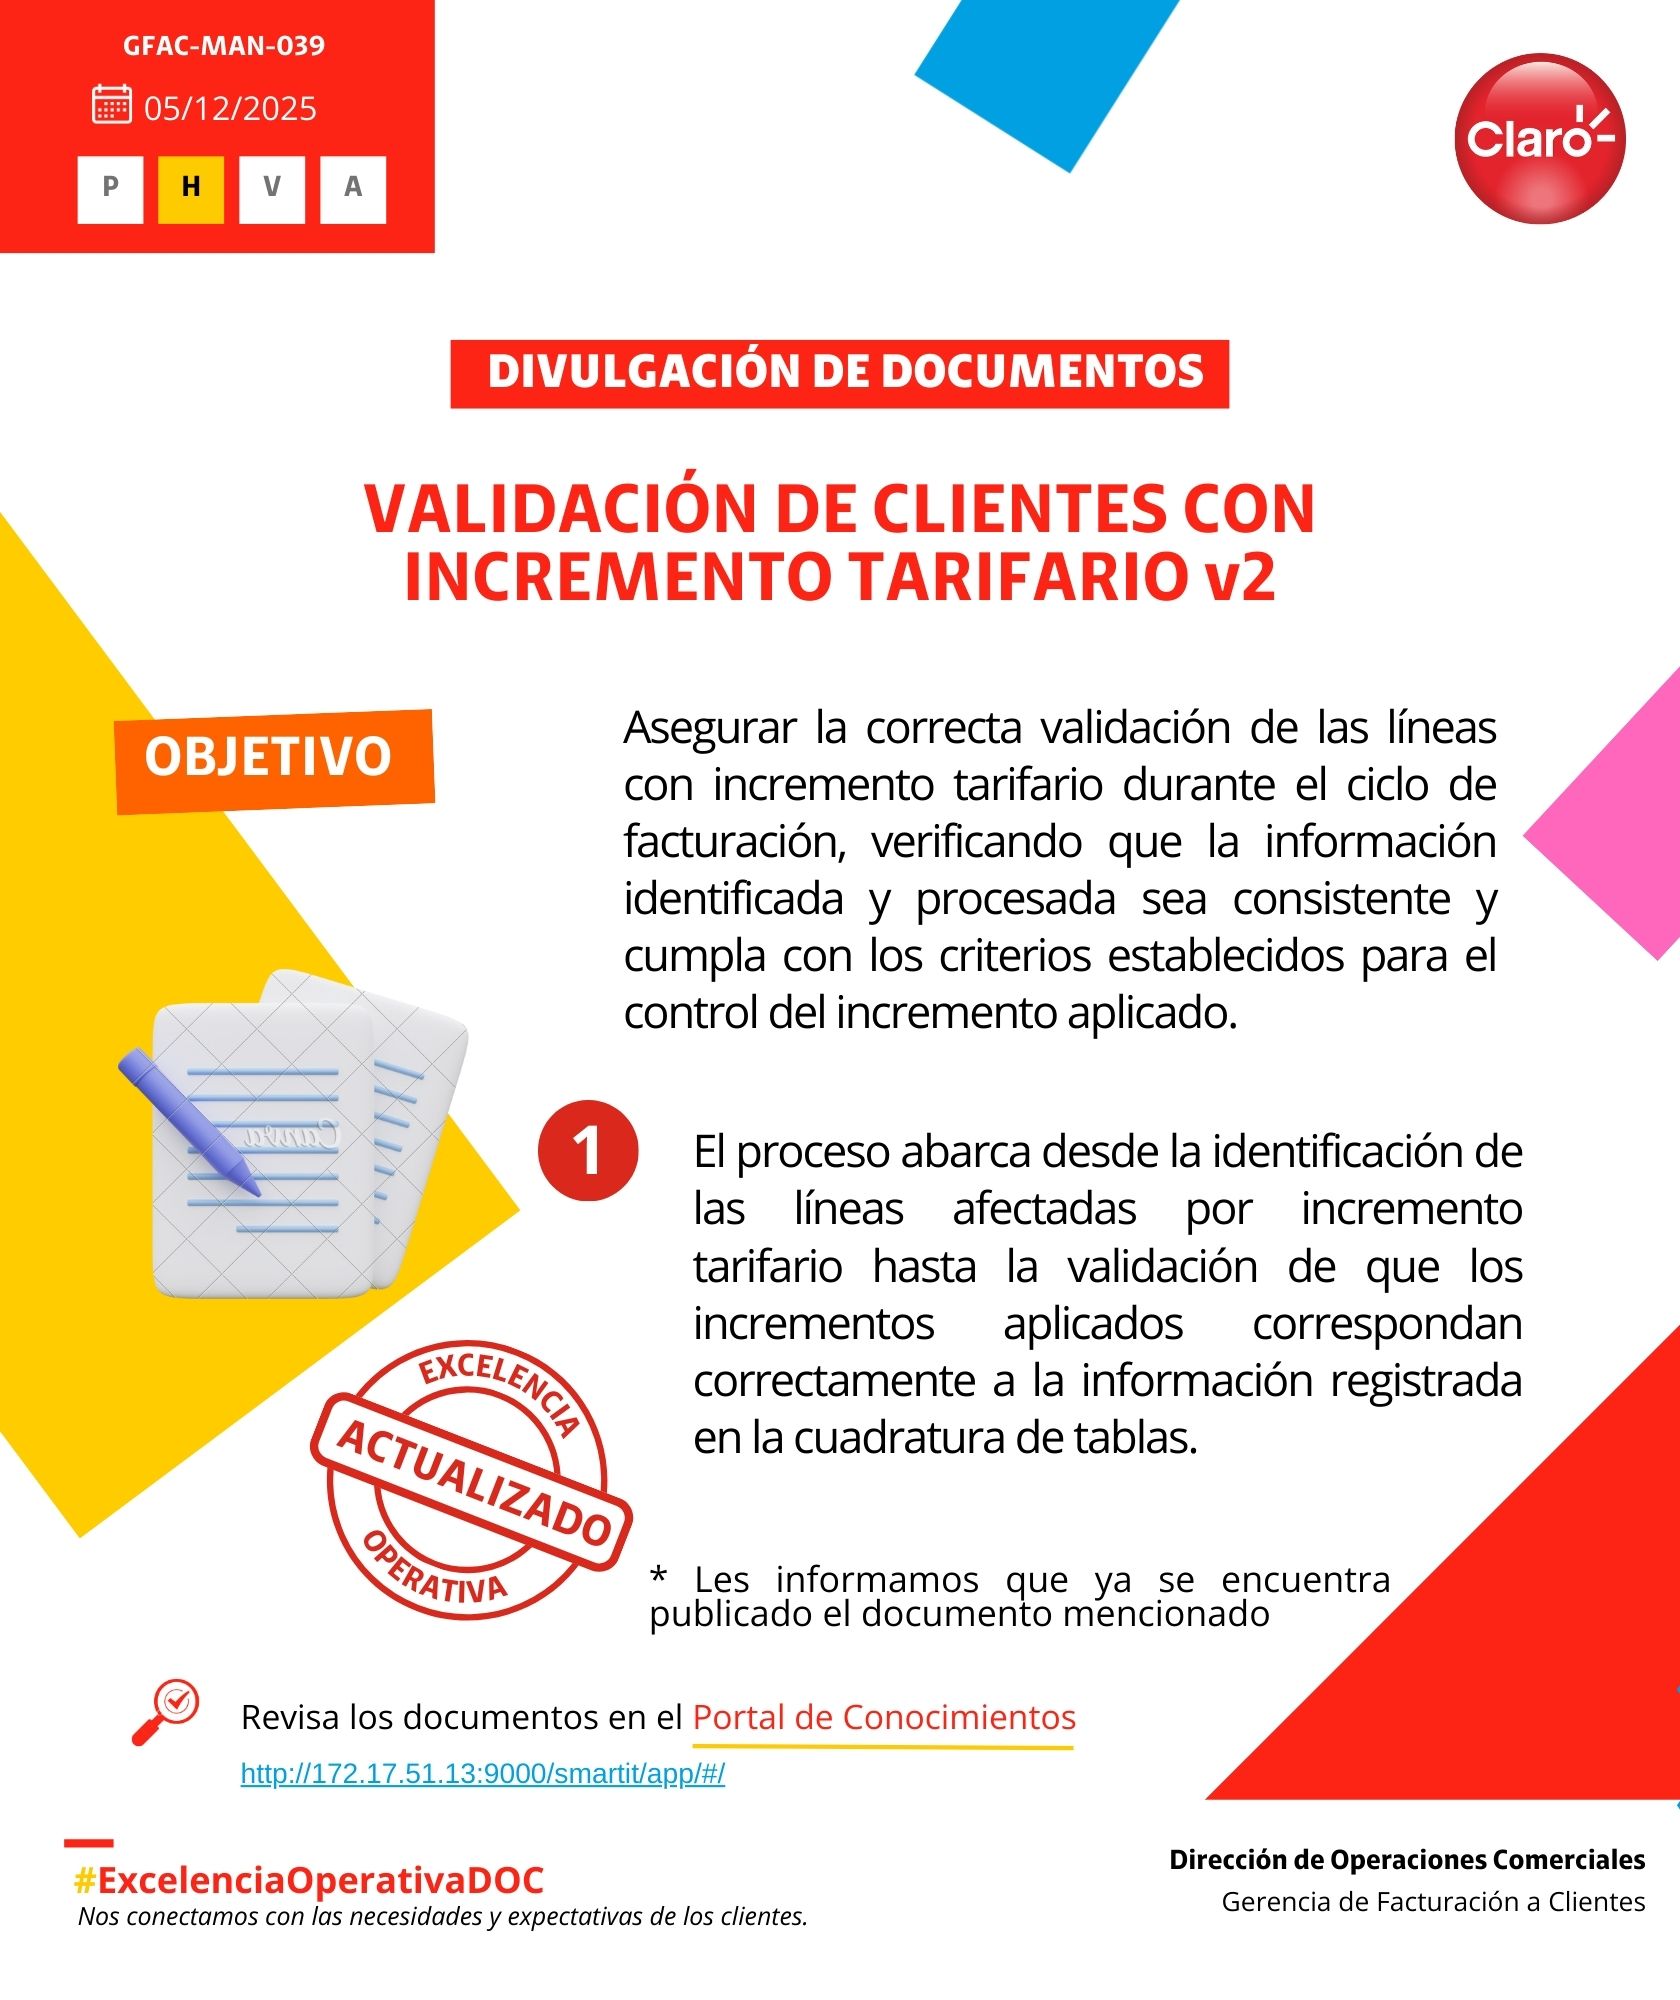 GFAC-MAN-039
05/12/2025
P H V A
Claro
DIVULGACIÓN DE DOCUMENTOS
VALIDACIÓN DE CLIENTES CON
INCREMENTO TARIFARIO v2
OBJETIVO
Asegurar la correcta validación de las líneas
con incremento tarifario durante el ciclo de
facturación, verificando que la información
identificada y procesada sea consistente y
cumpla con los criterios establecidos para el
control del incremento aplicado.
Canva
1
El proceso abarca desde la identificación de
las líneas afectadas por incremento
tarifario hasta la validación de que los
incrementos aplicados correspondan
correctamente a la información registrada
en la cuadratura de tablas.
EXCELENCIA
ACTUALIZADO
OPERATIVA
* Les informamos que ya se encuentra
publicado el documento mencionado
Revisa los documentos en el Portal de Conocimientos
http://172.17.51.13:9000/smartit/app/#/
#ExcelenciaOperativaDOC
Nos conectamos con las necesidades y expectativas de los clientes.
Dirección de Operaciones Comerciales
Gerencia de Facturación a Clientes